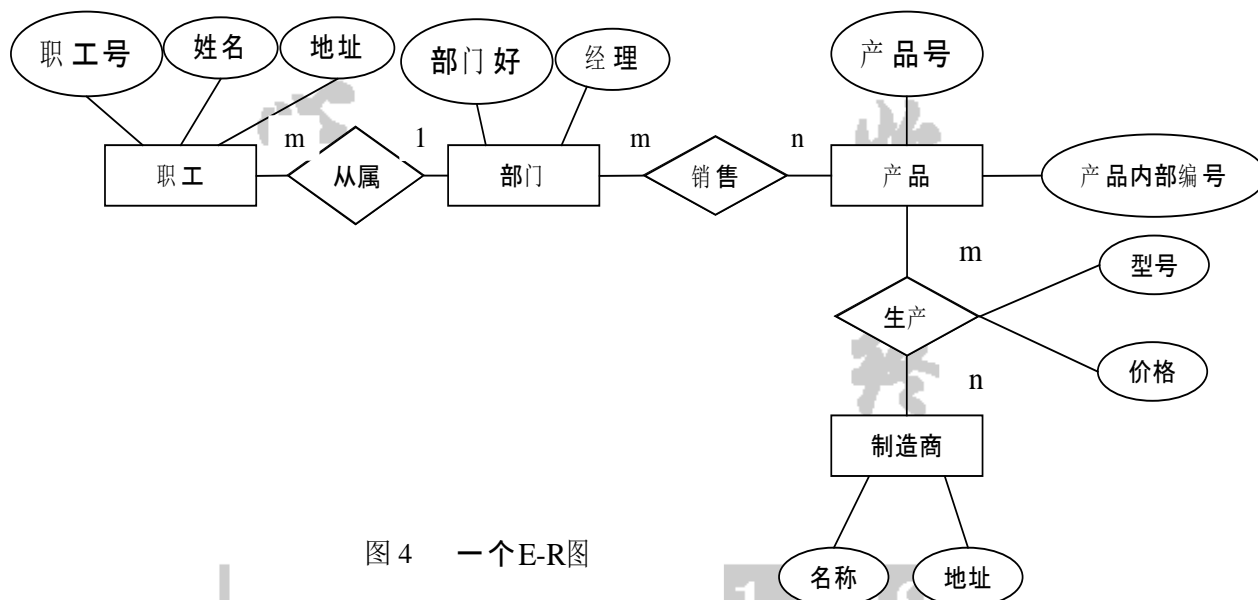 职工号
姓名
地址
部门好
经理
产品号
m
1
m
n
职工
从属
部门
销售
产品
产品内部编号
m
型号
生产
价格
n
制造商
图 4 一个E-R图
名称
地址